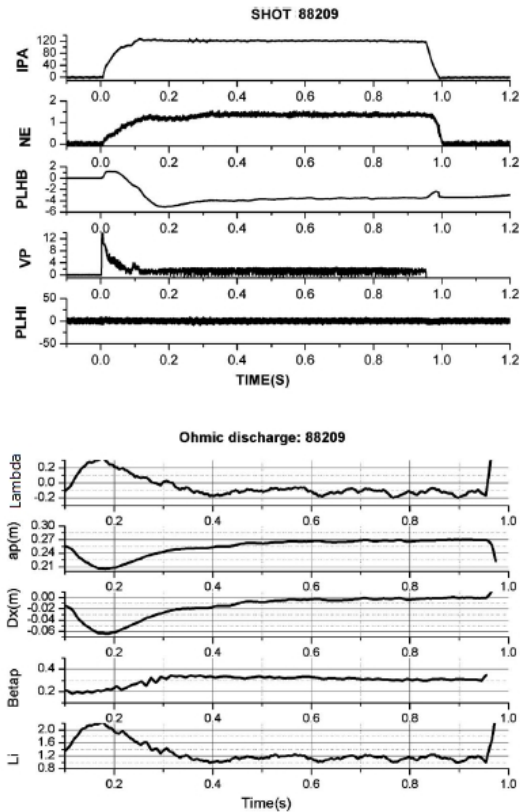 SHOT 88209
IPA
120
80
40
0
0.0 0.2 0.4 0.6 0.8 1.0 1.2
NE
2
1
0
0.0 0.2 0.4 0.6 0.8 1.0 1.2
PLHB
0
-2
-4
-6
0.0 0.2 0.4 0.6 0.8 1.0 1.2
VP
12
8
4
0
0.0 0.2 0.4 0.6 0.8 1.0 1.2
PLHI
50
0
-50
0.0 0.2 0.4 0.6 0.8 1.0 1.2
TIME(S)
Ohmic discharge: 88209
Lambda
0.2
0.0
-0.2
0.2 0.4 0.6 0.8 1.0
ap(m)
0.30
0.27
0.24
0.21
0.2 0.4 0.6 0.8 1.0
Dx(m)
0.00
-0.02
-0.04
-0.06
0.2 0.4 0.6 0.8 1.0
Betap
0.4
0.2
0.2 0.4 0.6 0.8 1.0
Li
2.0
1.6
1.2
0.8
0.2 0.4 0.6 0.8 1.0
Time(s)